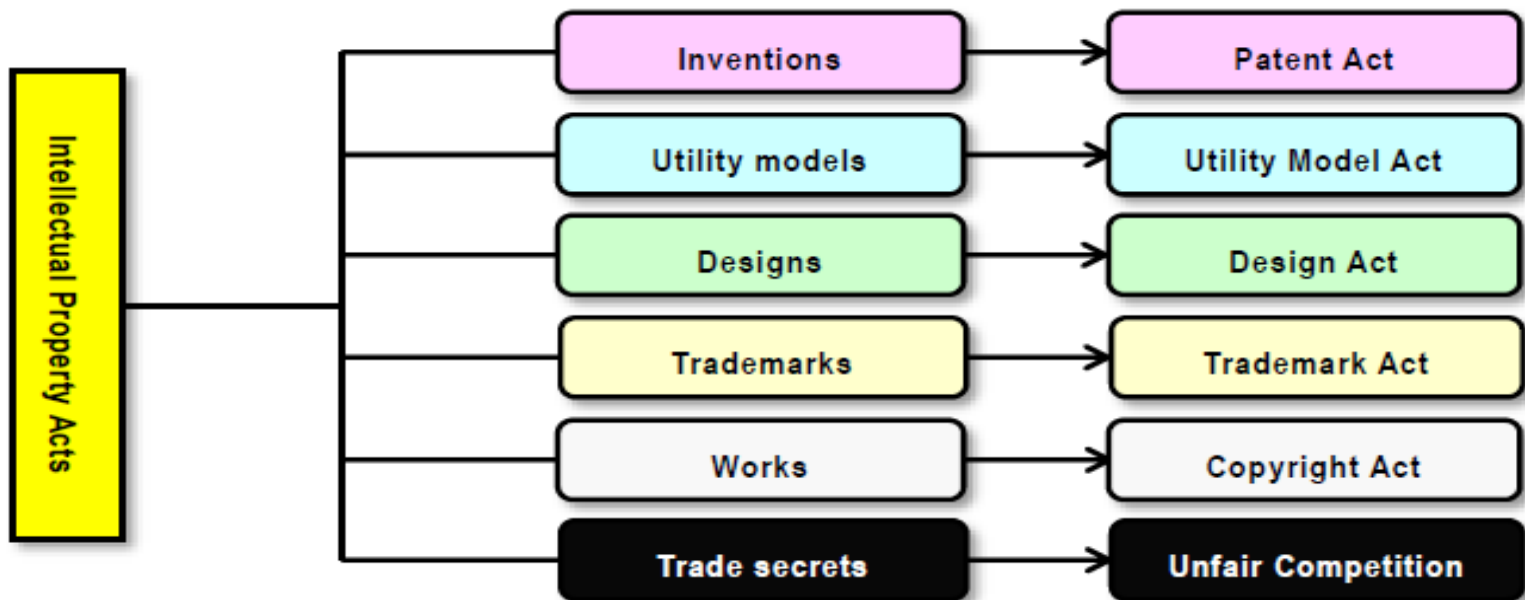 Intellectual Property Acts
Inventions
Patent Act
Utility models
Utility Model Act
Designs
Design Act
Trademarks
Trademark Act
Works
Copyright Act
Trade secrets
Unfair Competition